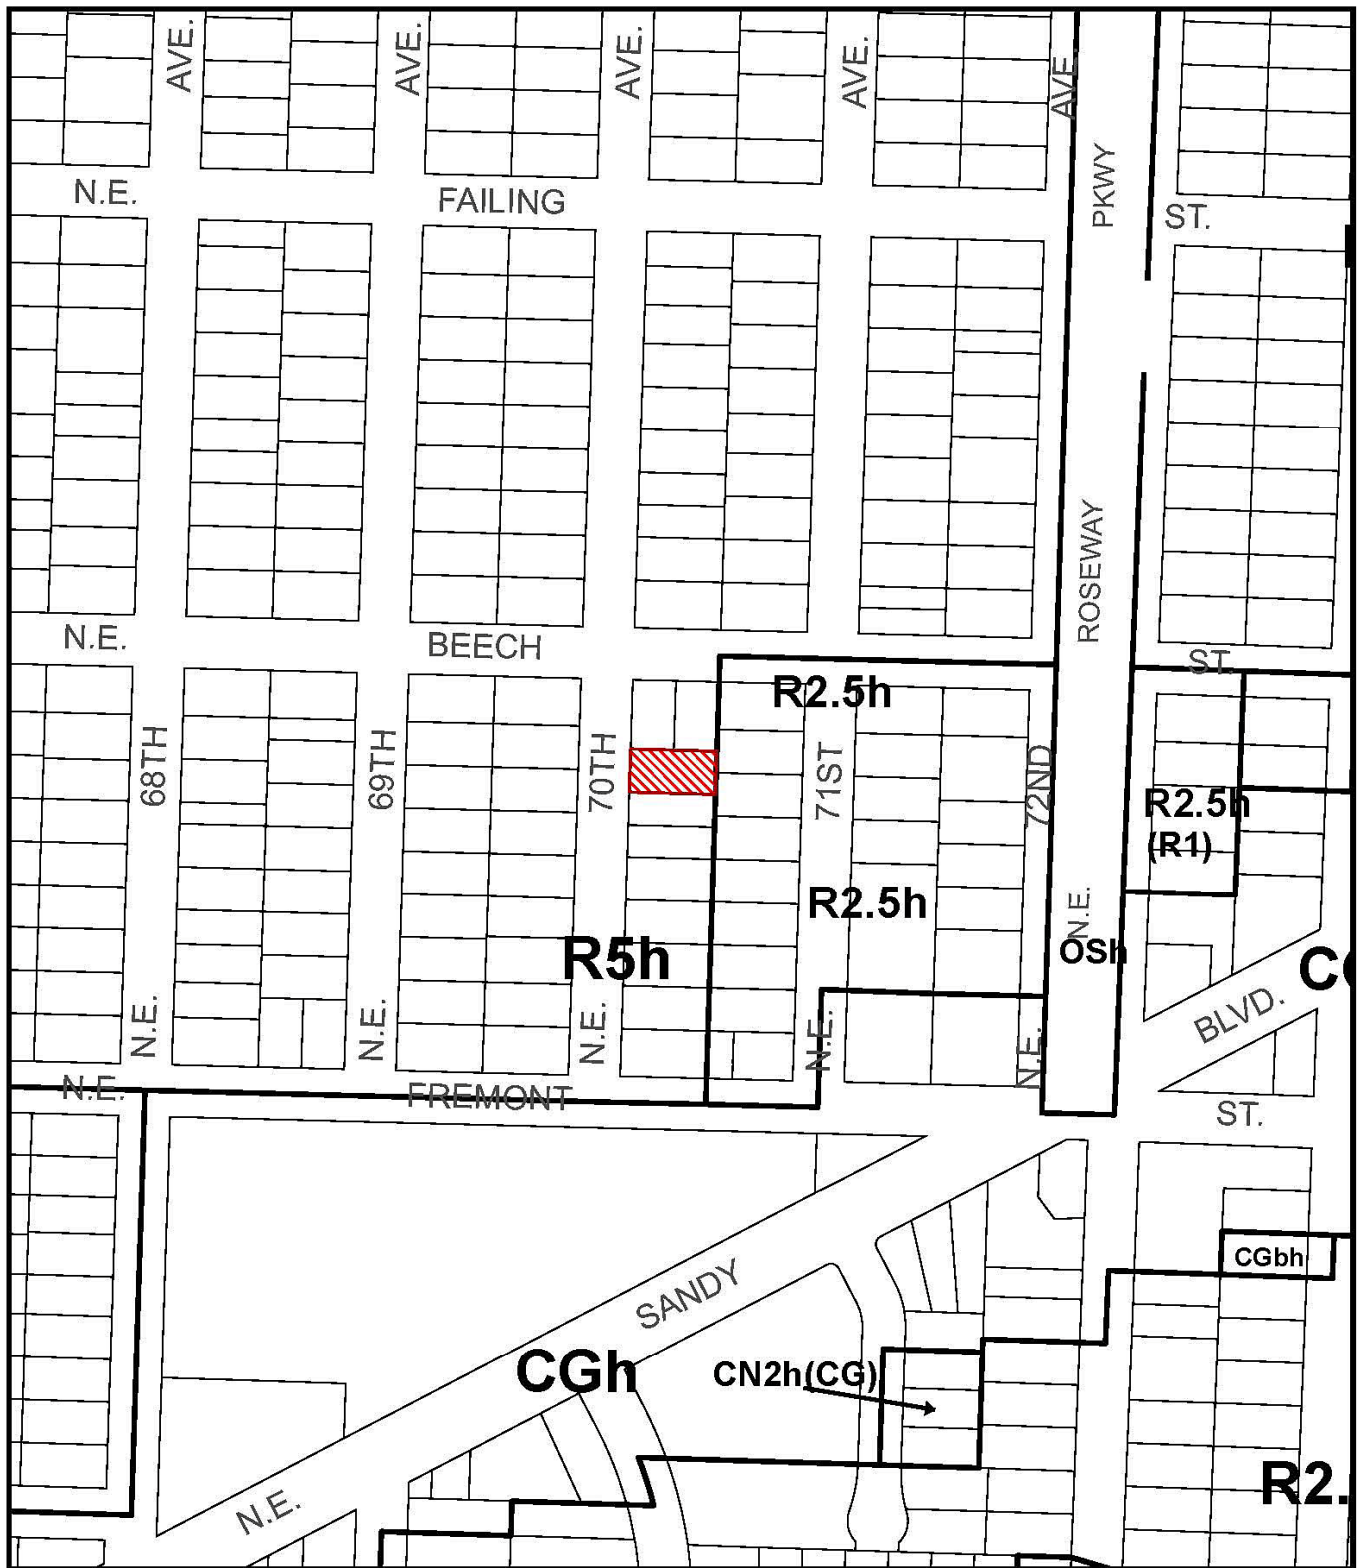 AVE.
AVE.
AVE.
AVE.
AVE.
PKWY
N.E.
FAILING
ST.
ROSEWAY
N.E.
BEECH
ST.
R2.5h
68TH
69TH
70TH
71ST
72ND
R2.5h
(R1)
R2.5h
N.E.
R5h
OSh
N.E.
N.E.
N.E.
N.E.
N.E.
BLVD.
N.E.
FREMONT
ST.
CGbh
SANDY
CGh
CN2h(CG)
N.E.
R2.